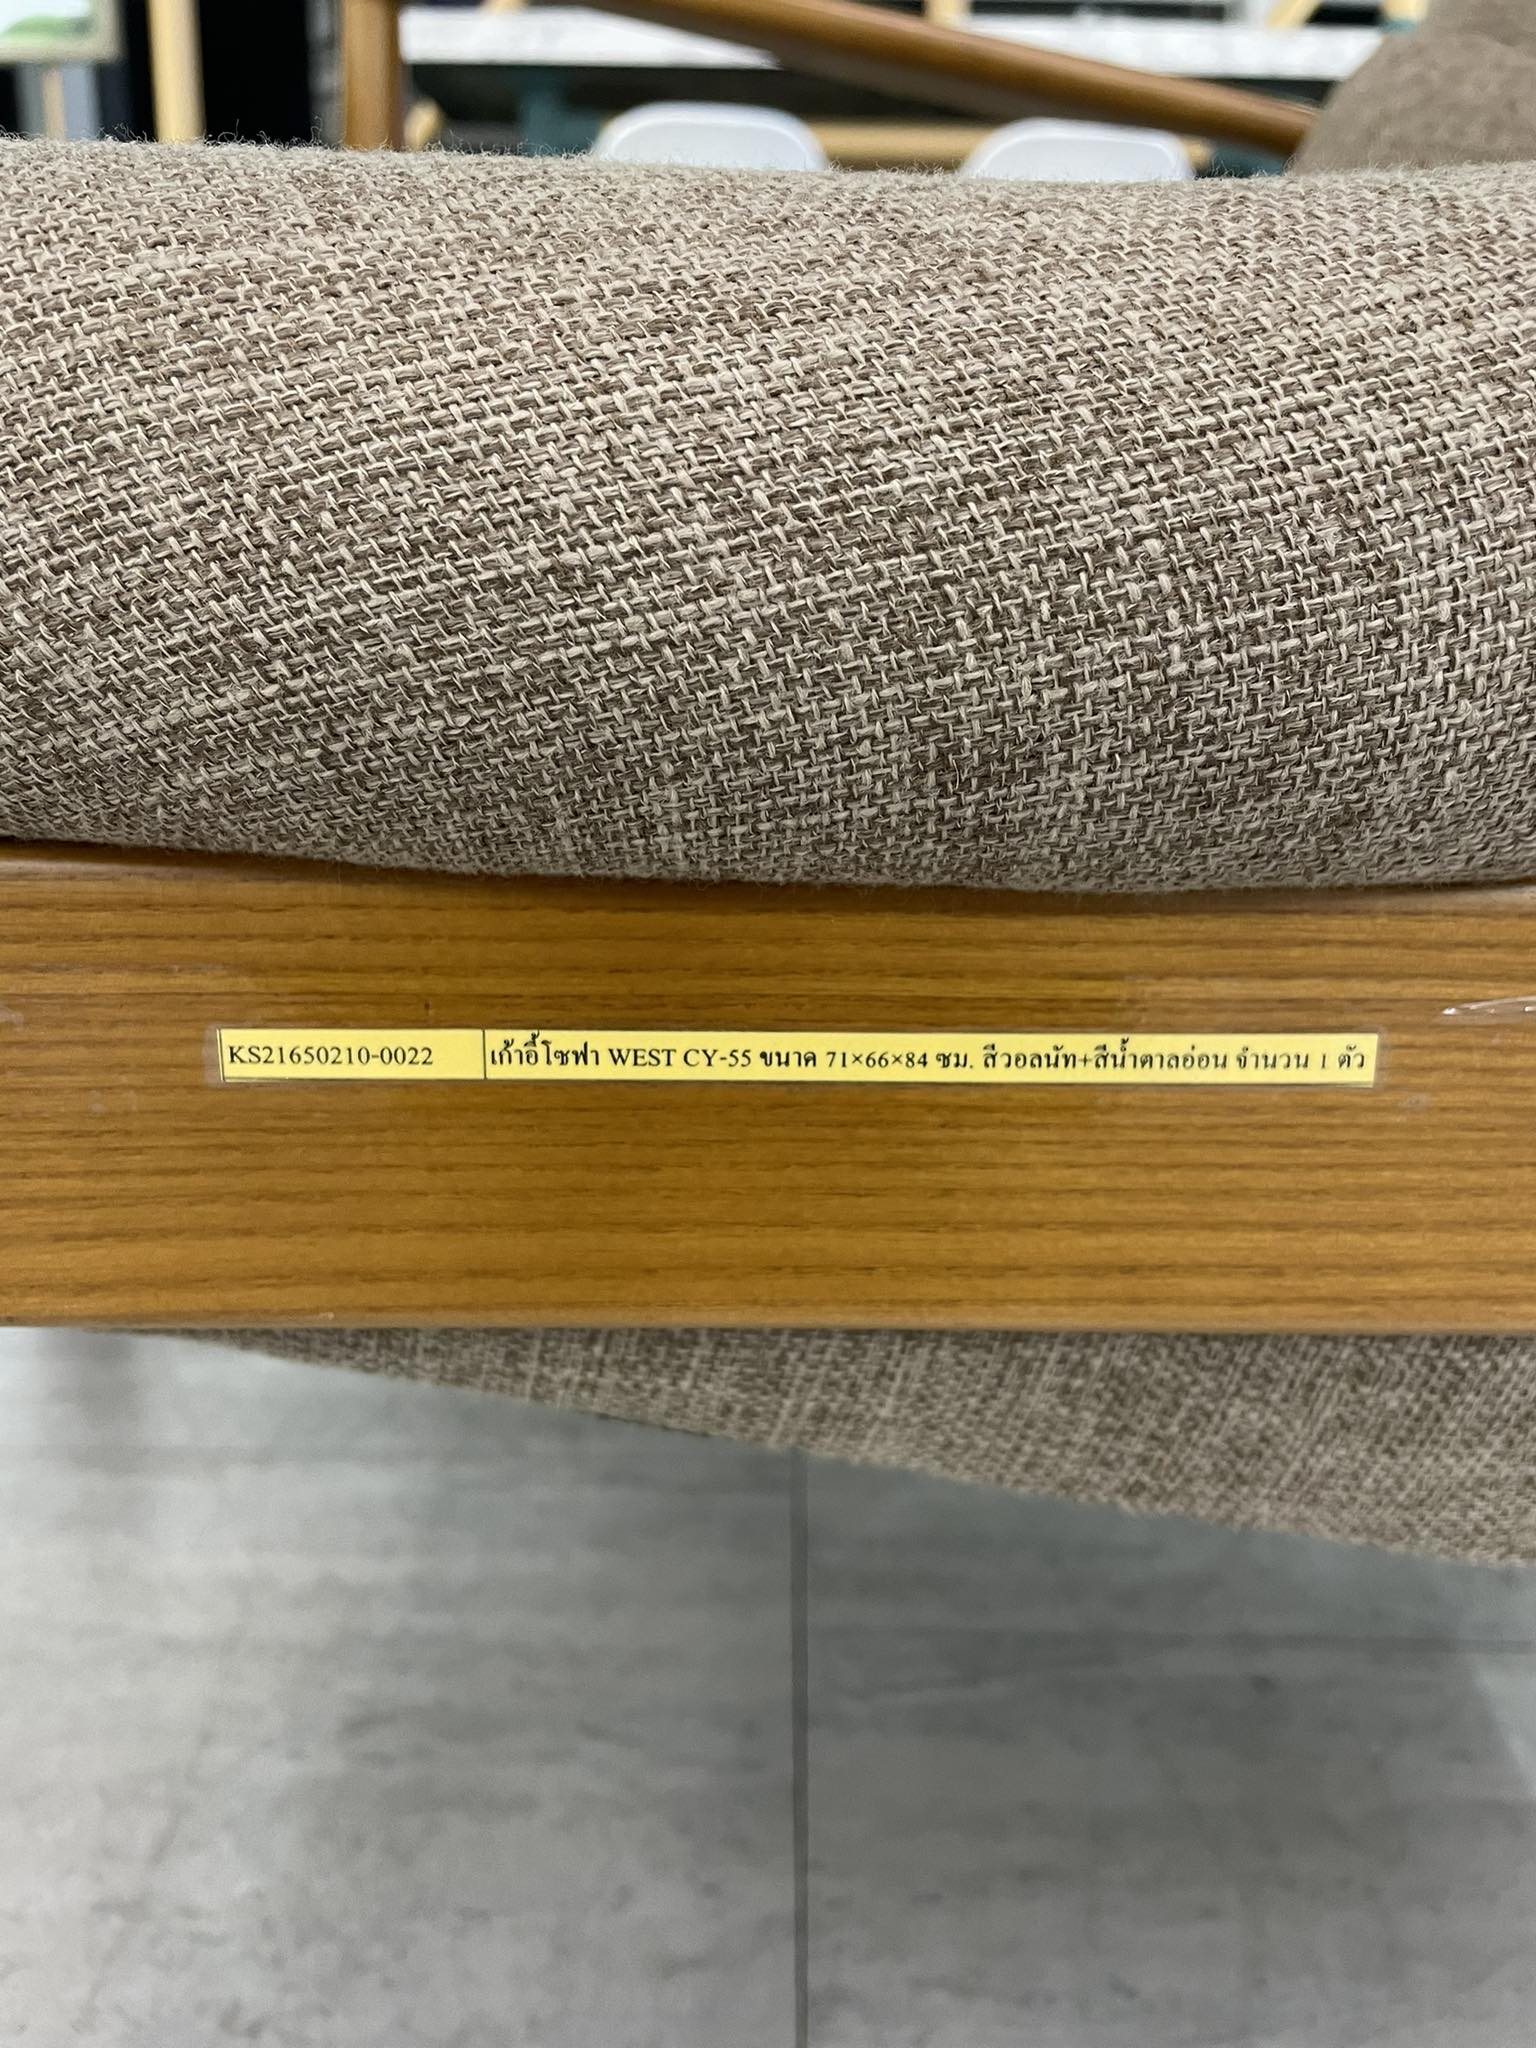 KS21650210-0022 เก้าอี้โซฟา WEST CY-55 ขนาด 71×66×84 ซม. สีวอลนัท+สีน้ำตาลอ่อน จำนวน 1 ตัว